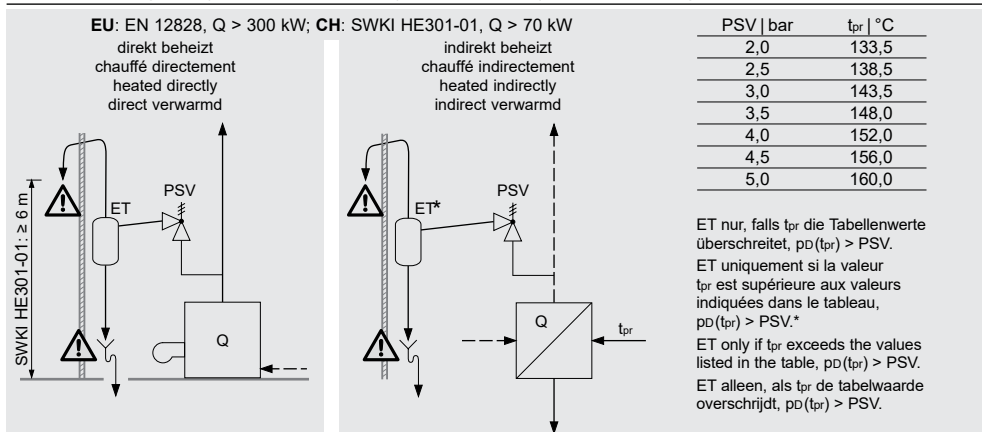 EU: EN 12828, Q > 300 kW; CH: SWKI HE301-01, Q > 70 kW
direkt beheizt
chauffé directement
heated directly
direct verwarmd
SWKI HE301-01: ≥ 6 m
ET
PSV
Q
indirekt beheizt
chauffé indirectement
heated indirectly
indirect verwarmd
ET*
PSV
Q
tpr
PSV | bar tpr | °C
2,0 133,5
2,5 138,5
3,0 143,5
3,5 148,0
4,0 152,0
4,5 156,0
5,0 160,0
ET nur, falls tpr die Tabellenwerte
überschreitet, pD(tpr) > PSV.
ET uniquement si la valeur
tpr est supérieure aux valeurs
indiquées dans le tableau,
pD(tpr) > PSV.*
ET only if tpr exceeds the values
listed in the table, pD(tpr) > PSV.
ET alleen, als tpr de tabelwaarde
overschrijdt, pD(tpr) > PSV.